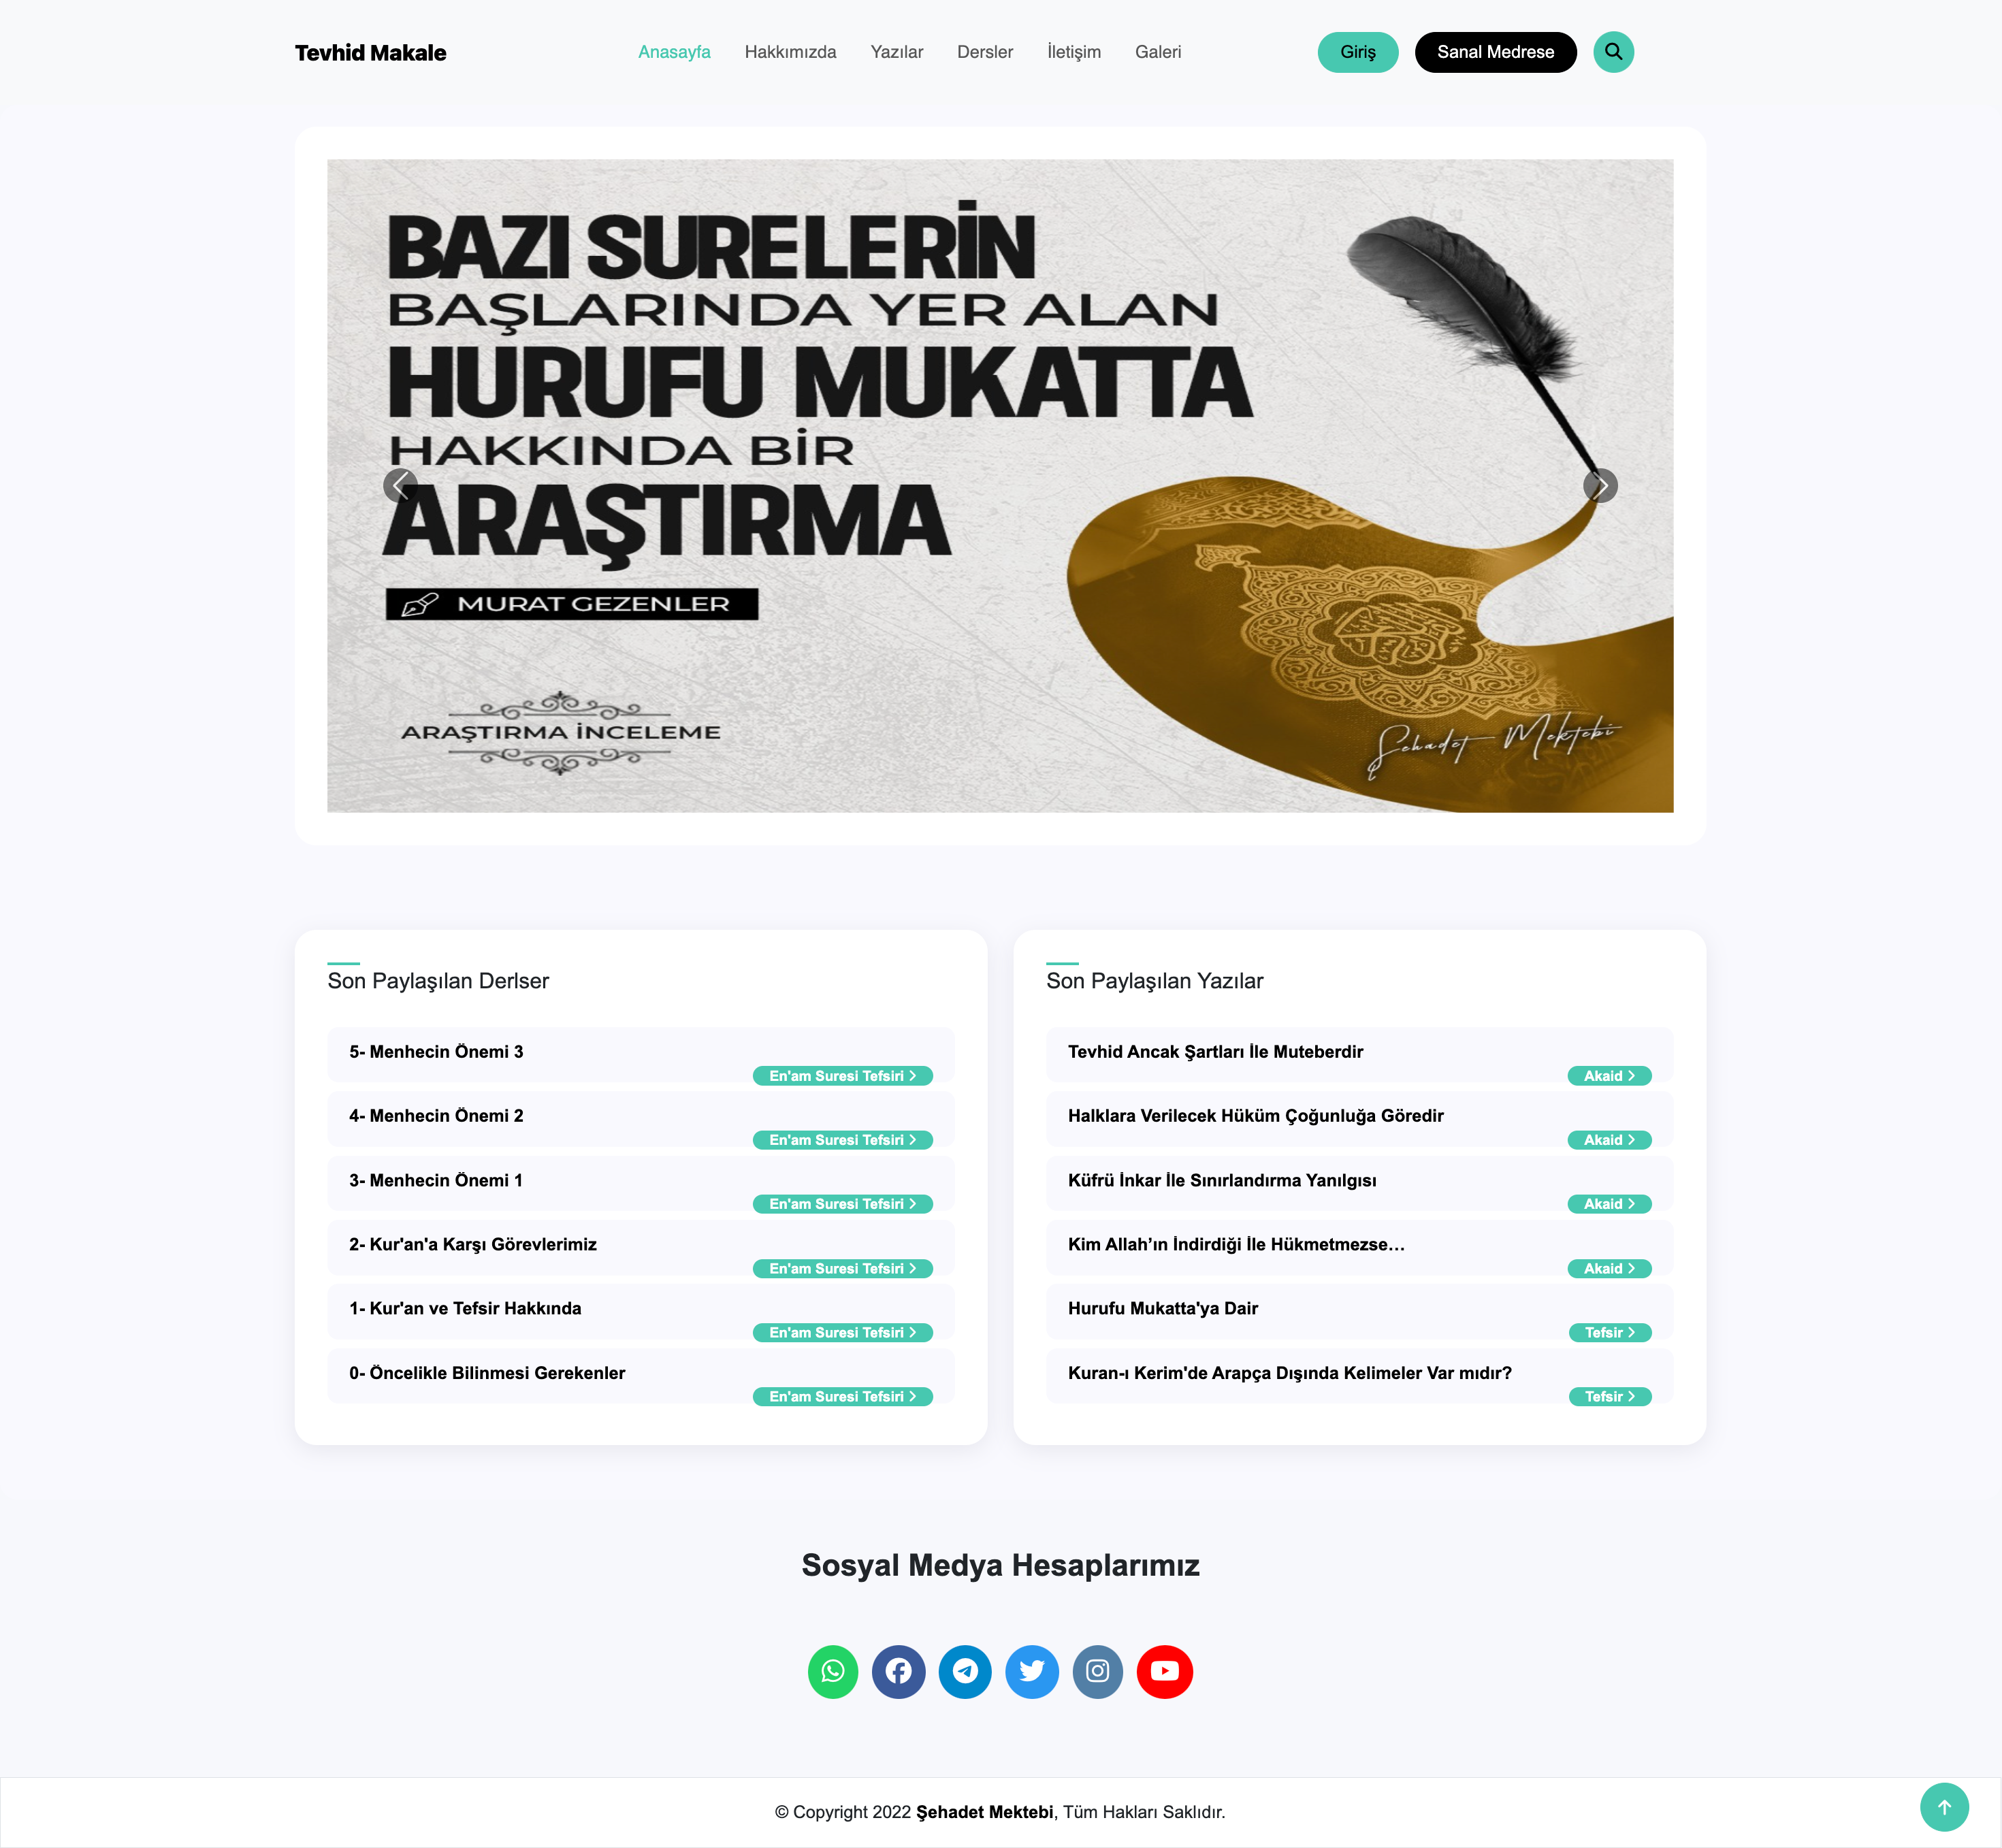 Tevhid Makale
Anasayfa Hakkımızda Yazılar Dersler İletişim Galeri
Giriş Sanal Medrese
BAZI SURELERİN
BAŞLARINDA YER ALAN
HURUFU MUKATTA
HAKKINDA BİR
ARAŞTIRMA
MURAT GEZENLER
ARAŞTIRMA İNCELEME
Şehadet Mektebi
Son Paylaşılan Derlser
5- Menhecin Önemi 3
En'am Suresi Tefsiri
4- Menhecin Önemi 2
En'am Suresi Tefsiri
3- Menhecin Önemi 1
En'am Suresi Tefsiri
2- Kur'an'a Karşı Görevlerimiz
En'am Suresi Tefsiri
1- Kur'an ve Tefsir Hakkında
En'am Suresi Tefsiri
0- Öncelikle Bilinmesi Gerekenler
En'am Suresi Tefsiri
Son Paylaşılan Yazılar
Tevhid Ancak Şartları İle Muteberdir
Akaid
Halklara Verilecek Hüküm Çoğunluğa Göredir
Akaid
Küfrü İnkar İle Sınırlandırma Yanılgısı
Akaid
Kim Allah’ın İndirdiği İle Hükmetmezse…
Akaid
Hurufu Mukatta'ya Dair
Tefsir
Kuran-ı Kerim'de Arapça Dışında Kelimeler Var mıdır?
Tefsir
Sosyal Medya Hesaplarımız
© Copyright 2022 Şehadet Mektebi, Tüm Hakları Saklıdır.